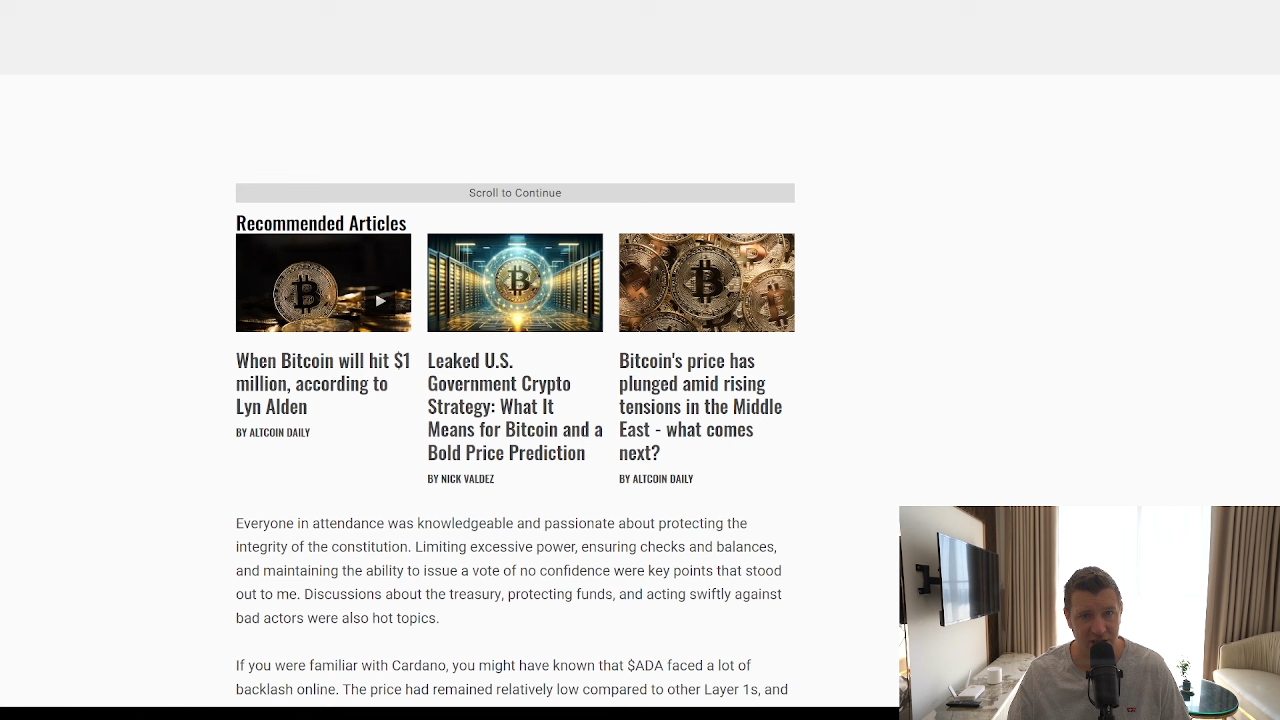 Scroll to Continue
Recommended Articles
When Bitcoin will hit $1
million, according to
Lyn Alden
BY ALTCOIN DAILY
Leaked U.S.
Government Crypto
Strategy: What It
Means for Bitcoin and a
Bold Price Prediction
BY NICK VALDEZ
Bitcoin's price has
plunged amid rising
tensions in the Middle
East - what comes
next?
BY ALTCOIN DAILY
Everyone in attendance was knowledgeable and passionate about protecting the
integrity of the constitution. Limiting excessive power, ensuring checks and balances,
and maintaining the ability to issue a vote of no confidence were key points that stood
out to me. Discussions about the treasury, protecting funds, and acting swiftly against
bad actors were also hot topics.
If you were familiar with Cardano, you might have known that $ADA faced a lot of
backlash online. The price had remained relatively low compared to other Layer 1s, and